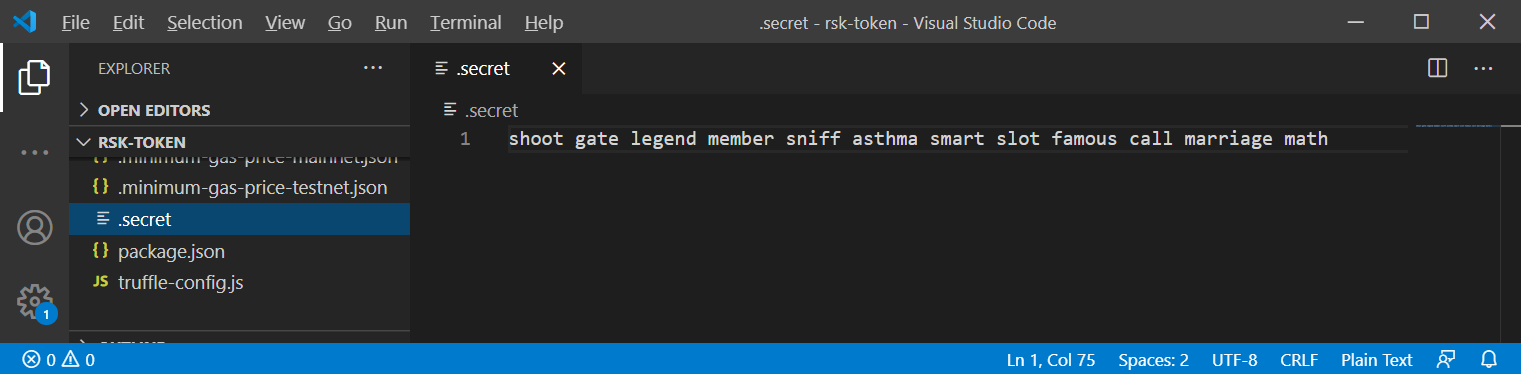 File Edit Selection View Go Run Terminal Help .secret - rsk-token - Visual Studio Code
EXPLORER
OPEN EDITORS
RSK-TOKEN
{} .minimum-gas-price-mainnet.json
{} .minimum-gas-price-testnet.json
.secret
{} package.json
JS truffle-config.js
.secret
.secret
1 shoot gate legend member sniff asthma smart slot famous call marriage math
1
0 0 Ln 1, Col 75 Spaces: 2 UTF-8 CRLF Plain Text